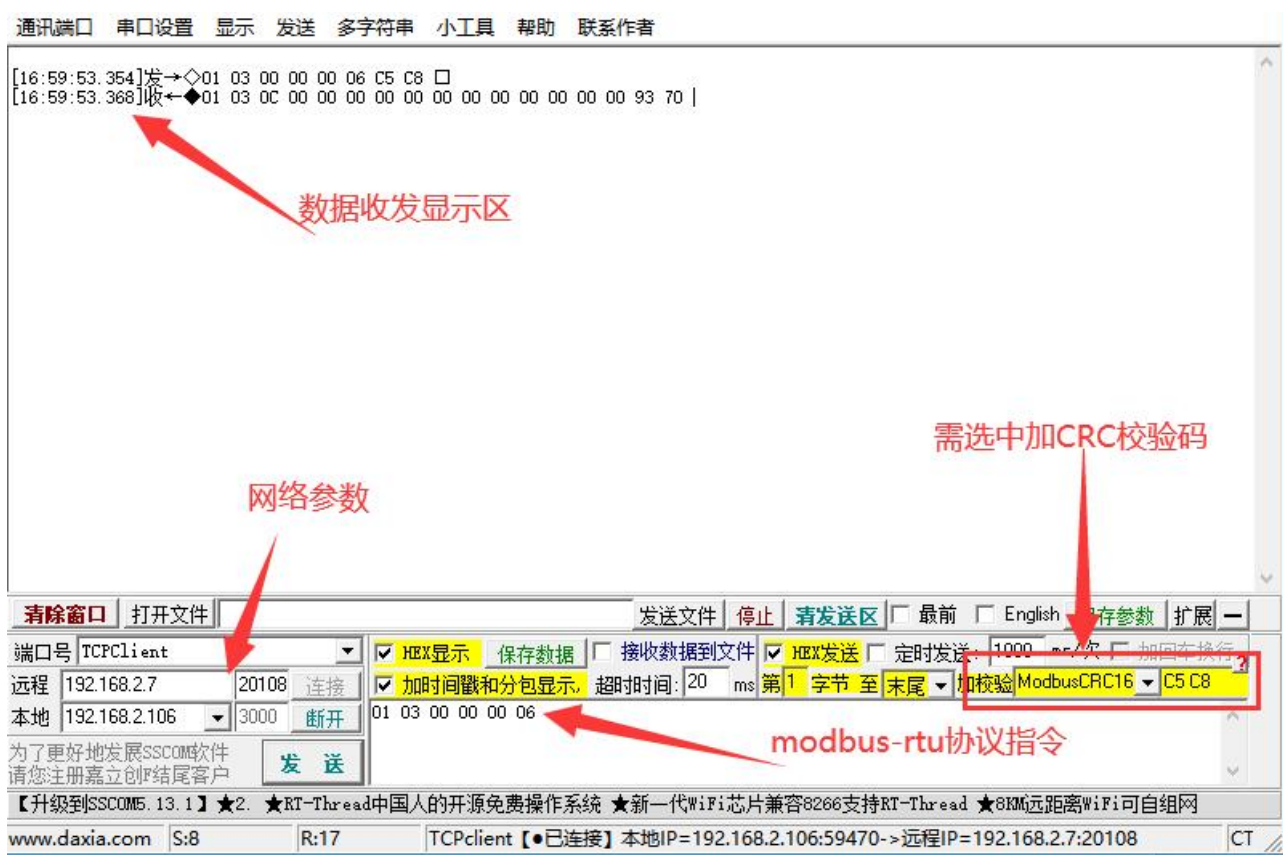 通讯端口 串口设置 显示 发送 多字符串 小工具 帮助 联系作者
[16:59:53.354]发→◇01 03 00 00 00 06 C5 C8 □
[16:59:53.368]收←◆01 03 0C 00 00 00 00 00 00 00 00 00 00 00 00 93 70
数据收发显示区
需选中加CRC校验码
网络参数
清除窗口 打开文件 发送文件 停止 清发送区 最前 English 存参数 扩展 —
端口号 TCPClient HEX显示 保存数据 接收数据到文件 HEX发送 定时发送: 1000 ms/次 加回车换行
远程 192.168.2.7 20108 连接 加时间戳和分包显示, 超时时间: 20 ms 第 1 字节 至 末尾 加校验 ModbusCRC16 C5 C8 ?
本地 192.168.2.106 3000 断开 01 03 00 00 00 06
modbus-rtu协议指令
为了更好地发展SSCOM软件
请您注册嘉立创F结尾客户
发 送
【升级到SSCOM5.13.1】★2. ★RT-Thread中国人的开源免费操作系统 ★新一代WiFi芯片兼容8266支持RT-Thread ★8KM远距离WiFi可自组网
www.daxia.com S:8 R:17 TCPclient【●已连接】本地IP=192.168.2.106:59470->远程IP=192.168.2.7:20108 CT